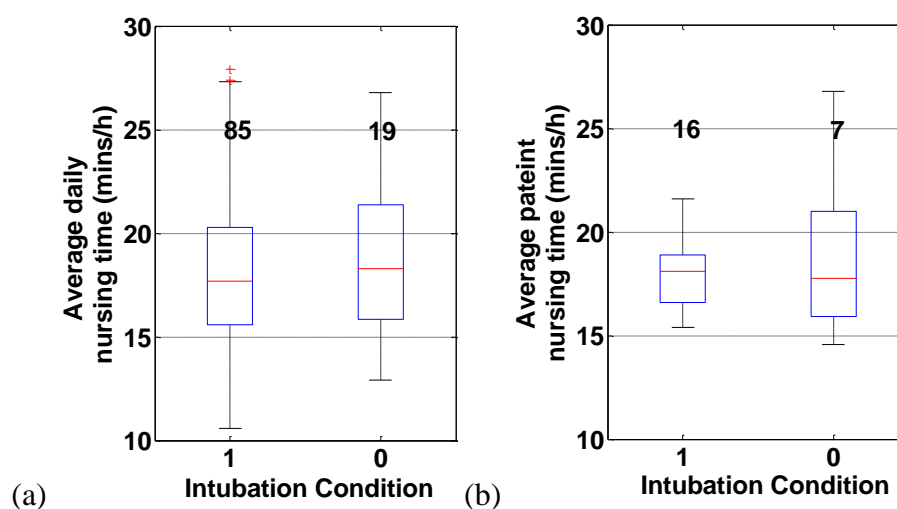 30
25
20
15
10
85
19
1
0
Average daily
nursing time (mins/h)
Intubation Condition
(a)
30
25
20
15
10
16
7
1
0
Average pateint
nursing time (mins/h)
Intubation Condition
(b)